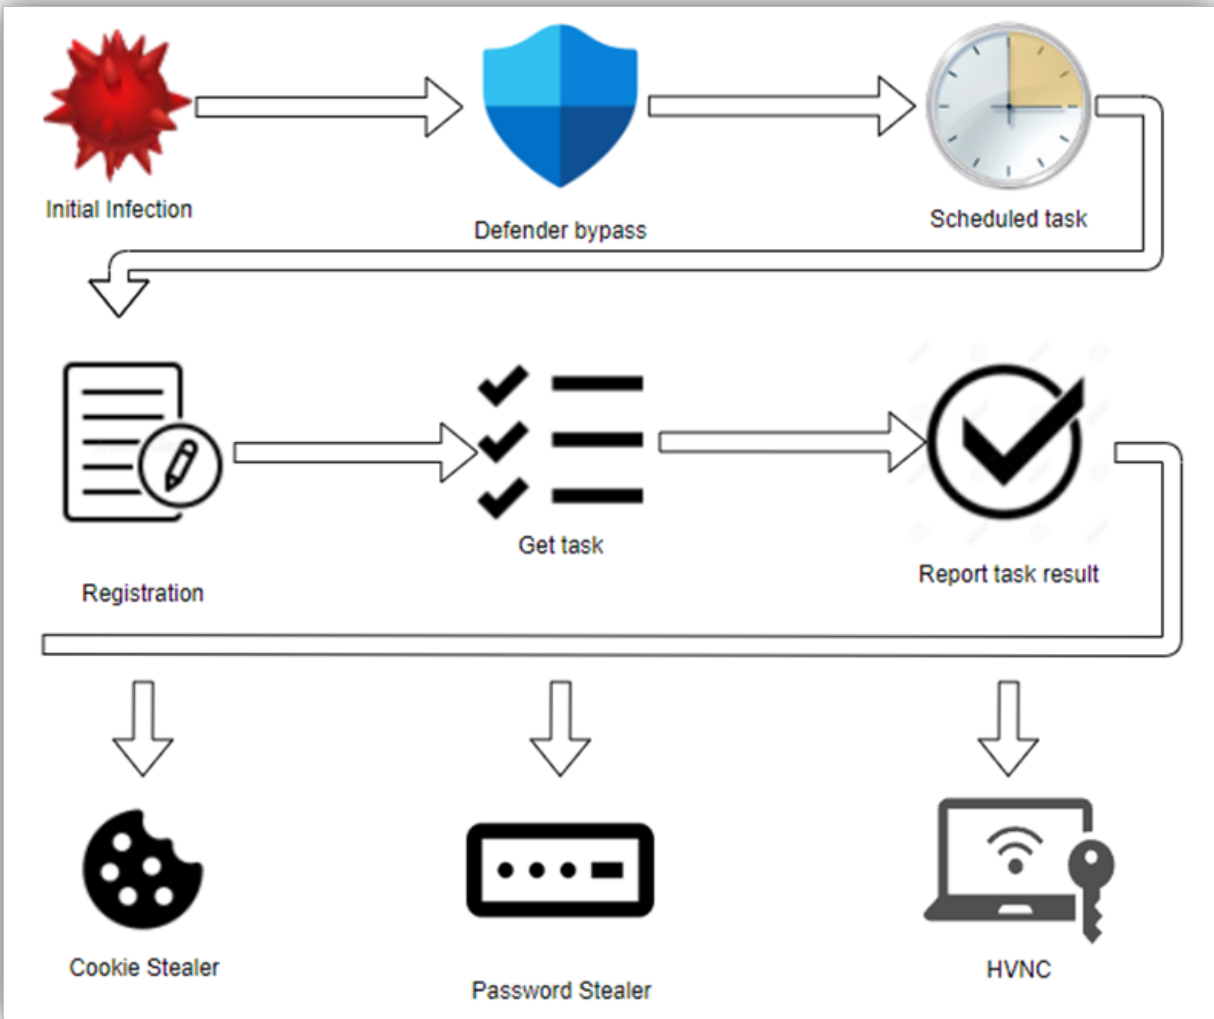 Initial Infection
Defender bypass
Scheduled task
Registration
Get task
Report task result
Cookie Stealer
Password Stealer
HVNC